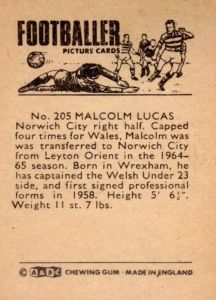 FOOTBALLER
PICTURE CARDS
No. 205 MALCOLM LUCAS
Norwich City right half. Capped
four times for Wales, Malcolm was
was transferred to Norwich City
from Leyton Orient in the 1964-
65 season. Born in Wrexham, he
has captained the Welsh Under 23
side, and first signed professional
forms in 1958. Height 5' 6½".
Weight 11 st. 7 lbs.
© A&BC CHEWING GUM - MADE IN ENGLAND